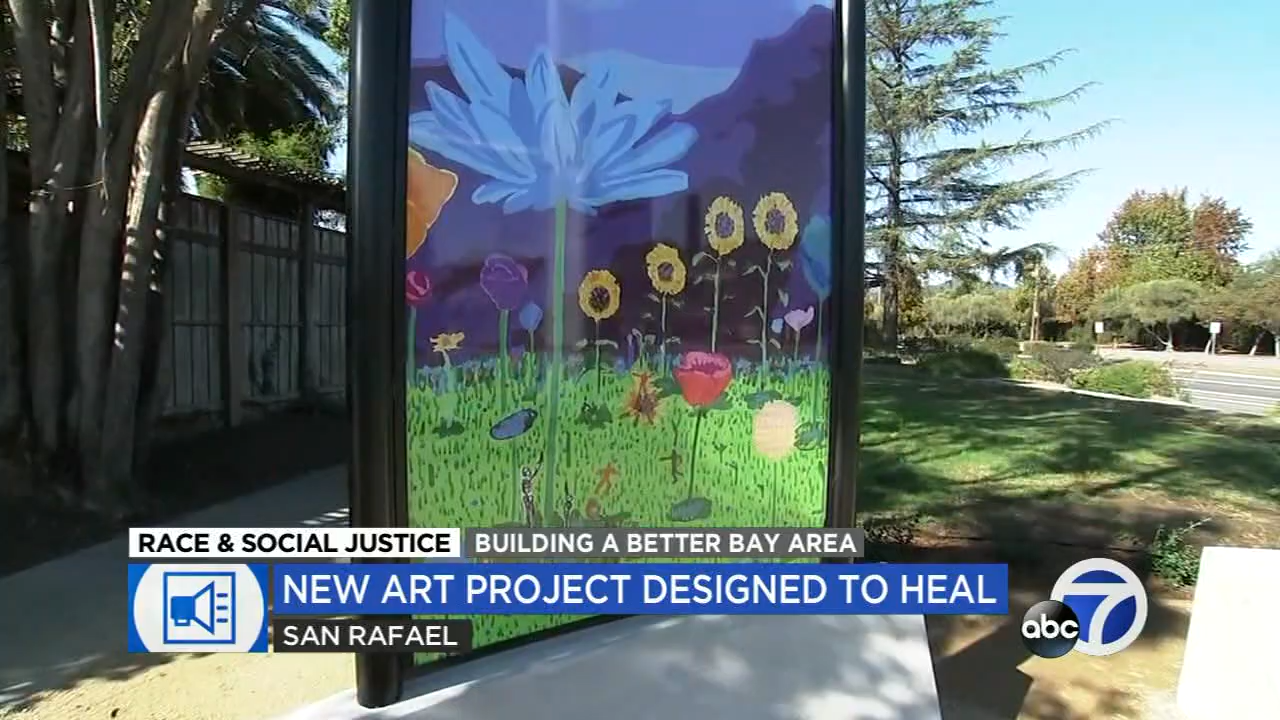 RACE & SOCIAL JUSTICE
BUILDING A BETTER BAY AREA
NEW ART PROJECT DESIGNED TO HEAL
SAN RAFAEL
abc 7